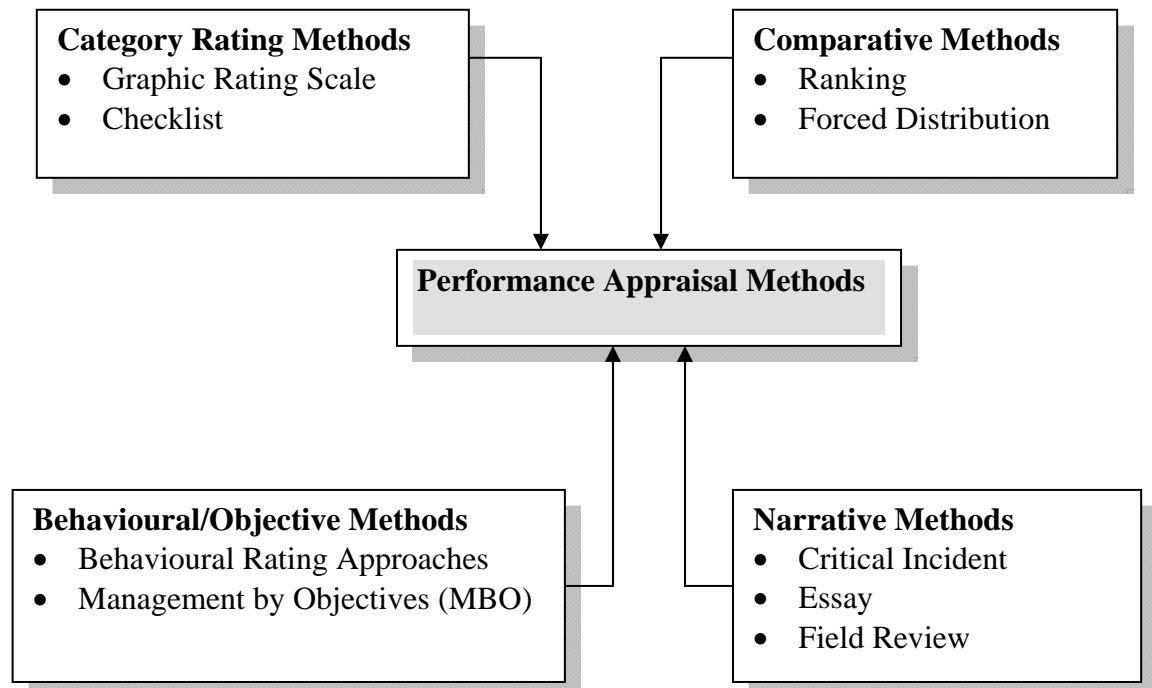 Category Rating Methods
• Graphic Rating Scale
• Checklist
Comparative Methods
• Ranking
• Forced Distribution
Performance Appraisal Methods
Behavioural/Objective Methods
• Behavioural Rating Approaches
• Management by Objectives (MBO)
Narrative Methods
• Critical Incident
• Essay
• Field Review